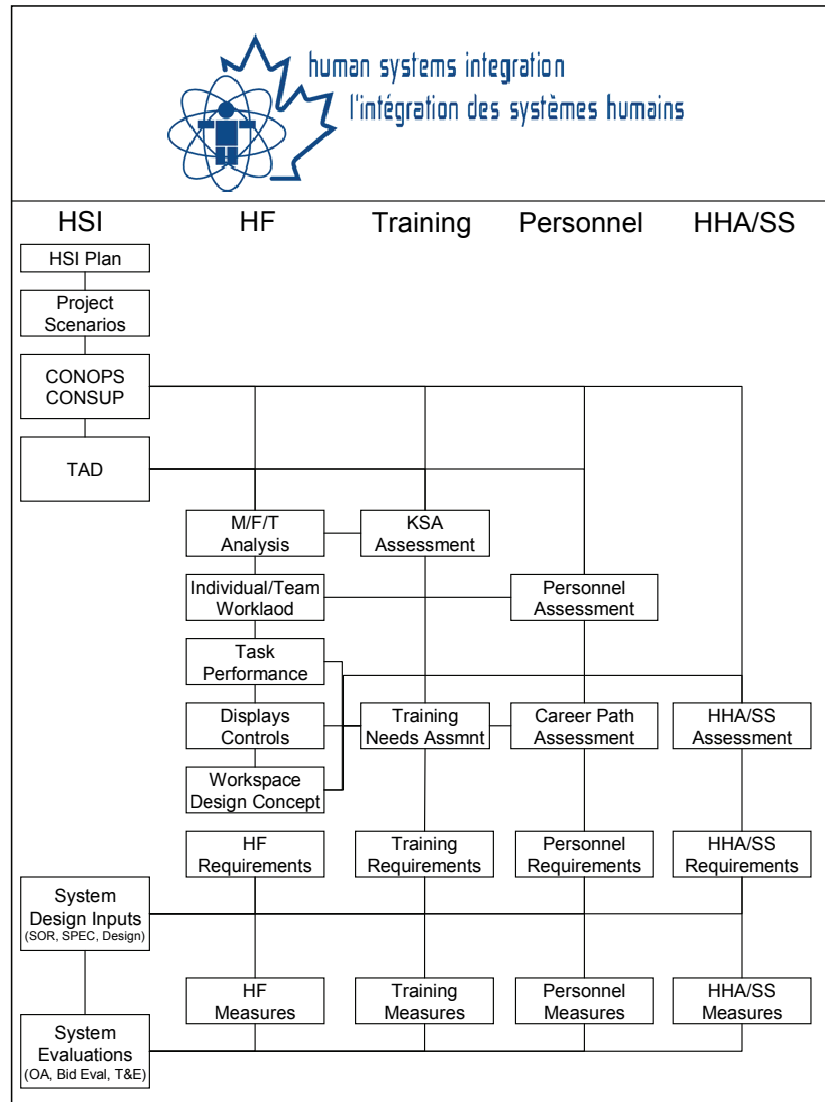 human systems integration
l'intégration des systèmes humains
HSI HF Training Personnel HHA/SS
HSI Plan
Project
Scenarios
CONOPS
CONSUP
TAD
M/F/T
Analysis
KSA
Assessment
Individual/Team
Worklaod
Personnel
Assessment
Task
Performance
Displays
Controls
Training
Needs Assmnt
Career Path
Assessment
HHA/SS
Assessment
Workspace
Design Concept
HF
Requirements
Training
Requirements
Personnel
Requirements
HHA/SS
Requirements
System
Design Inputs
(SOR, SPEC, Design)
HF
Measures
Training
Measures
Personnel
Measures
HHA/SS
Measures
System
Evaluations
(OA, Bid Eval, T&E)